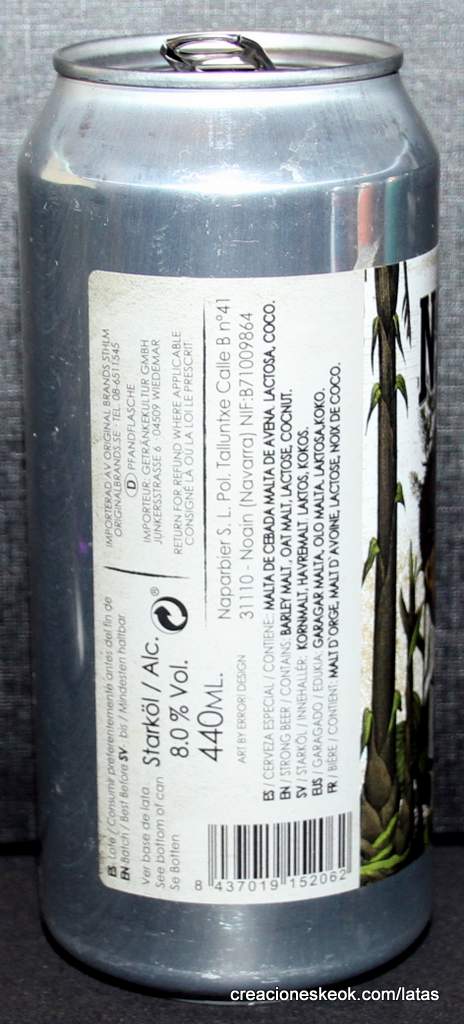 ES: Lote / Consumir preferentemente antes del fin de
EN Batch / Best Before SV : bis / Mindesten haltbar
Ver base de lata
See bottom of can
Se Botten
Starköl / Alc.
8.0 % Vol.
440ML.
ART BY ERROR! DESIGN
IMPORTERAD AV ORIGINAL BRANDS STHLM
ORIGINALBRANDS.SE · TEL. 08-6511545
D PFANDFLASCHE
IMPORTEUR, GETRÄNKEKULTUR GMBH
JUNKERSSTRASSE 6 · 04509 WIEDEMAR
RETURN FOR REFUND WHERE APPLICABLE
CONSIGNÉ LÀ OÙ LA LOI LE PRESCRIT
Naparbier S. L. Pol. Talluntxe Calle B nº41
31110 - Noain (Navarra) NIF:B71009864
ES / CERVEZA ESPECIAL / CONTIENE: MALTA DE CEBADA MALTA DE AVENA, LACTOSA, COCO.
EN / STRONG BEER / CONTAINS: BARLEY MALT, OAT MALT, LACTOSE, COCNUT.
SV / STARKÖL / INNEHALLER: KORNMALT, HAVREMALT, LAKTOS, KOKOS.
EUS / GARAGADO / EDUKIA: GARAGAR MALTA, OLO MALTA, LAKTOSA,KOKO.
FR / BIÈRE / CONTIENT: MALT D'ORGE, MALT D'AVOINE, LACTOSE, NOIX DE COCO.
8 437019 152062
N
creacioneskeok.com/latas